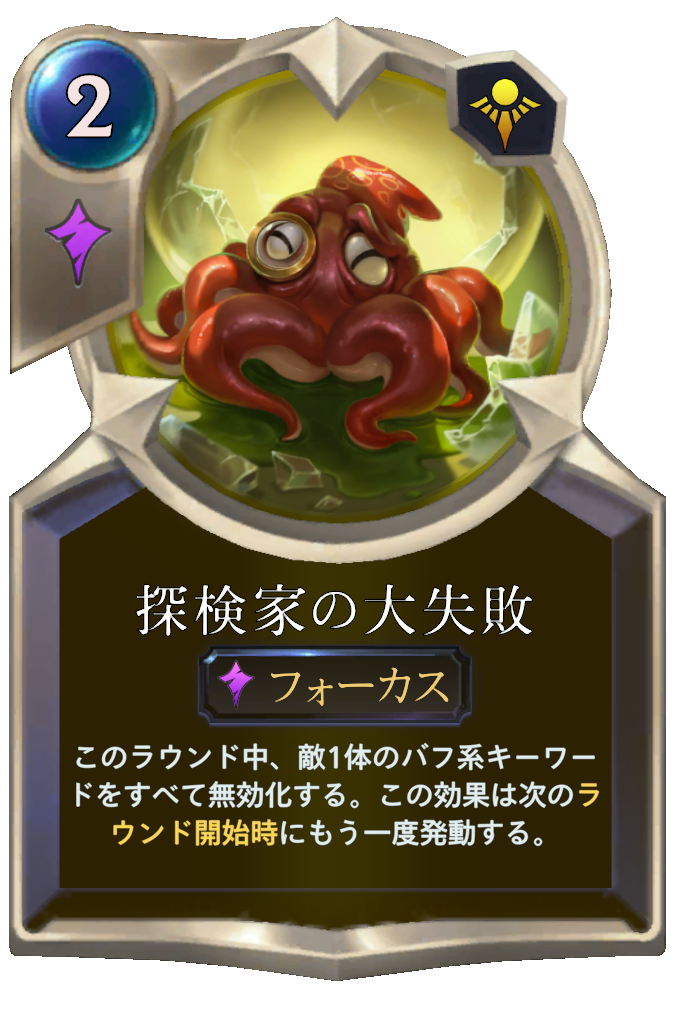 2
探検家の大失敗
フォーカス
このラウンド中、敵1体のバフ系キーワー
ドをすべて無効化する。この効果は次のラ
ウンド開始時にもう一度発動する。